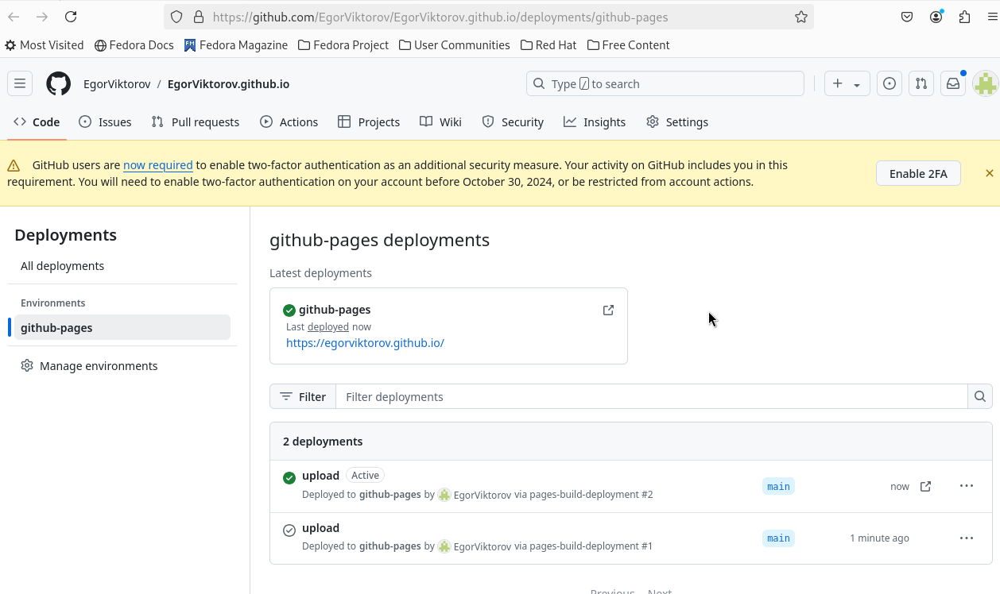 https://github.com/EgorViktorov/EgorViktorov.github.io/deployments/github-pages
Most Visited Fedora Docs Fedora Magazine Fedora Project User Communities Red Hat Free Content
EgorViktorov / EgorViktorov.github.io Type / to search
Code Issues Pull requests Actions Projects Wiki Security Insights Settings
GitHub users are now required to enable two-factor authentication as an additional security measure. Your activity on GitHub includes you in this
requirement. You will need to enable two-factor authentication on your account before October 30, 2024, or be restricted from account actions.
Enable 2FA
Deployments
All deployments
Environments
github-pages
Manage environments
github-pages deployments
Latest deployments
github-pages
Last deployed now
https://egorviktorov.github.io/
Filter Filter deployments
2 deployments
upload Active
Deployed to github-pages by EgorViktorov via pages-build-deployment #2
main now
upload
Deployed to github-pages by EgorViktorov via pages-build-deployment #1
main 1 minute ago
Previous Next